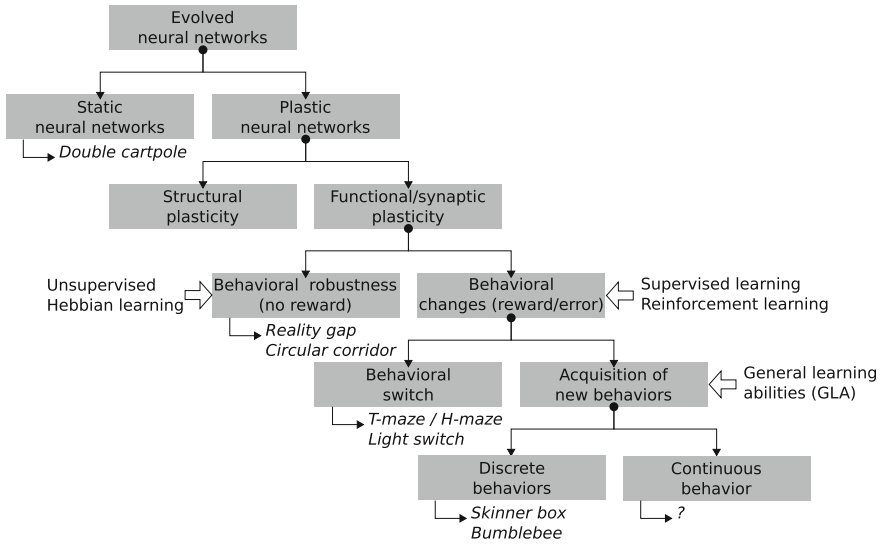 Evolved
neural networks
Static
neural networks
Plastic
neural networks
Double cartpole
Structural
plasticity
Functional/synaptic
plasticity
Unsupervised
Hebbian learning
Behavioral robustness
(no reward)
Behavioral
changes (reward/error)
Supervised learning
Reinforcement learning
Reality gap
Circular corridor
Behavioral
switch
Acquisition of
new behaviors
General learning
abilities (GLA)
T-maze / H-maze
Light switch
Discrete
behaviors
Continuous
behavior
Skinner box
Bumblebee
?